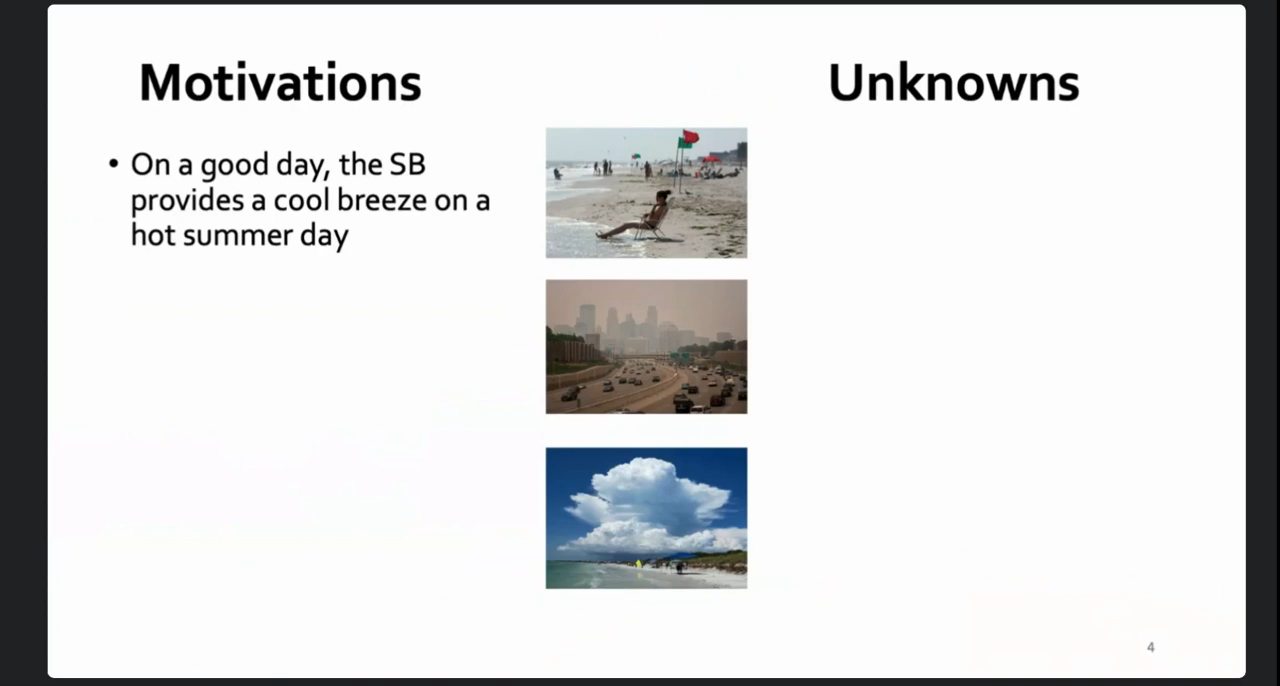 Motivations
Unknowns
• On a good day, the SB
provides a cool breeze on a
hot summer day
4